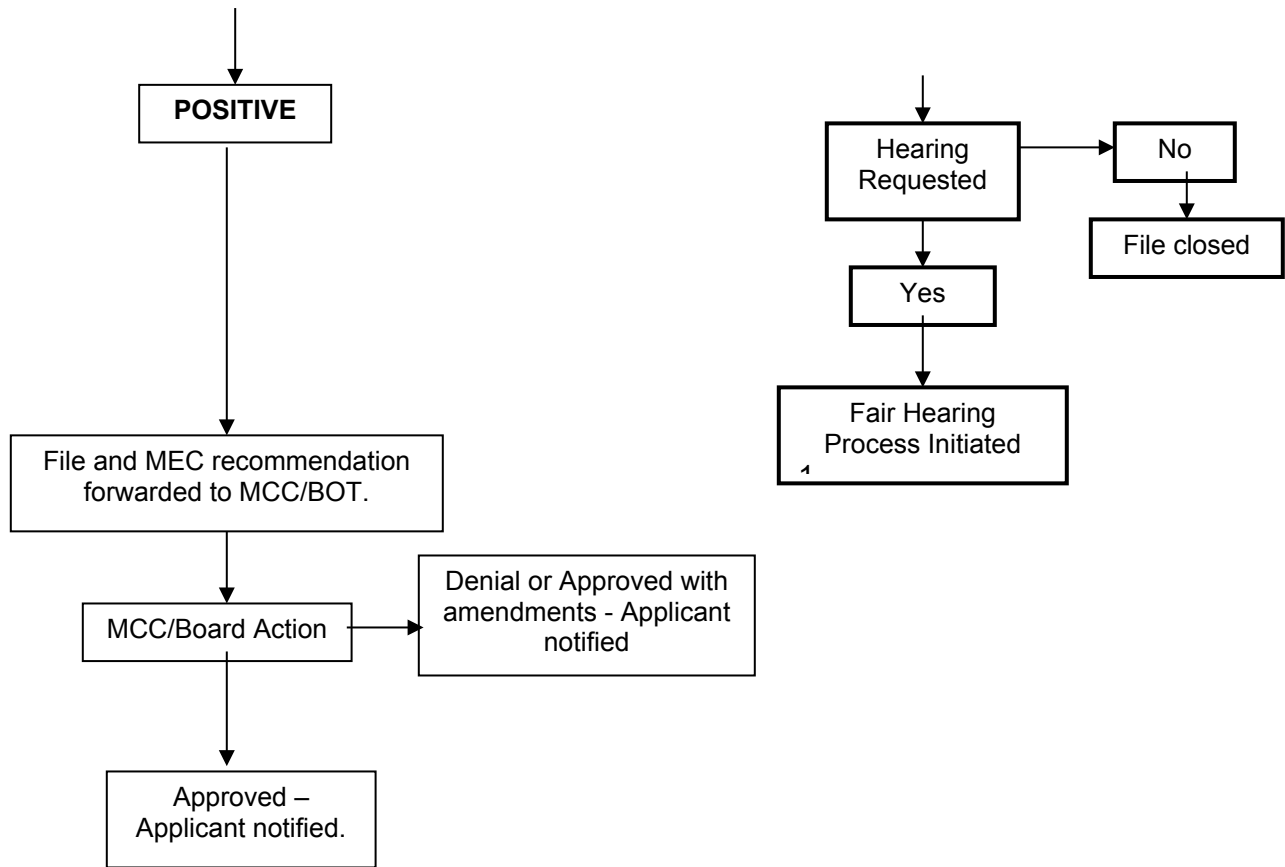 POSITIVE
File and MEC recommendation
forwarded to MCC/BOT.
MCC/Board Action
Denial or Approved with
amendments - Applicant
notified
Approved –
Applicant notified.
Hearing
Requested
No
File closed
Yes
Fair Hearing
Process Initiated